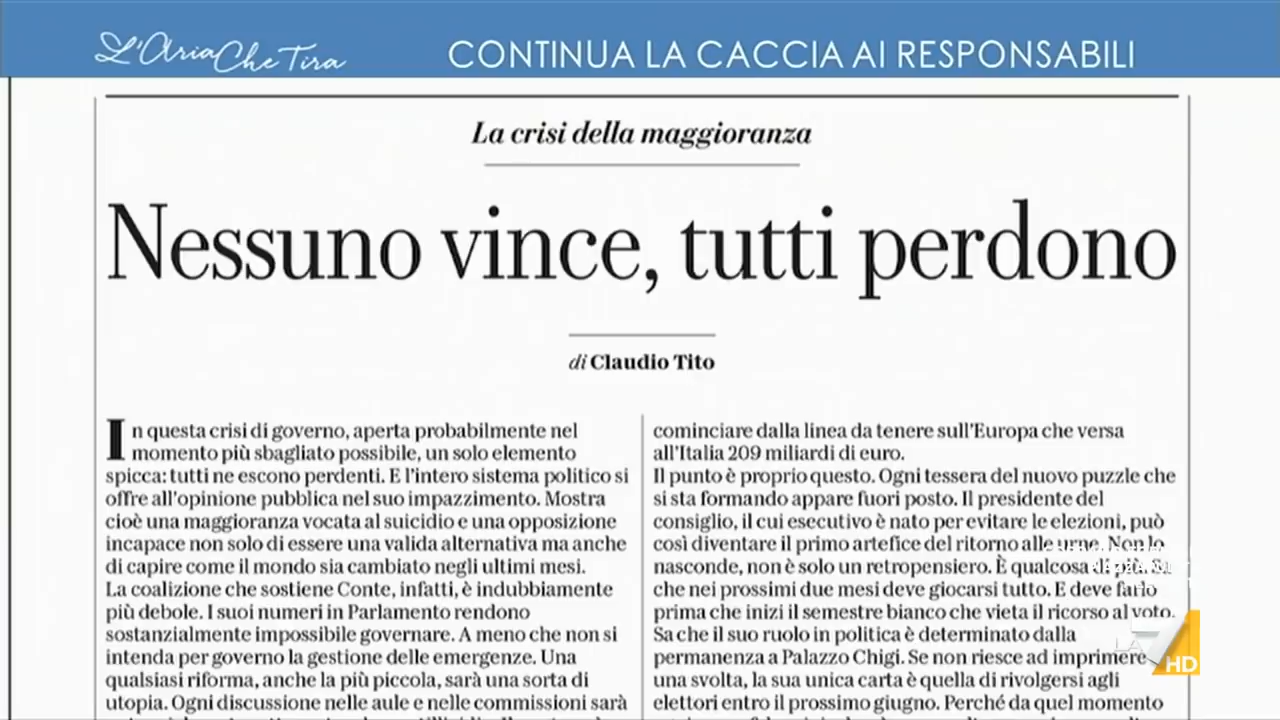 L'Aria Che Tira
CONTINUA LA CACCIA AI RESPONSABILI
La crisi della maggioranza
Nessuno vince, tutti perdono
di Claudio Tito
In questa crisi di governo, aperta probabilmente nel
momento più sbagliato possibile, un solo elemento
spicca: tutti ne escono perdenti. E l'intero sistema politico si
offre all'opinione pubblica nel suo impazzimento. Mostra
cioè una maggioranza vocata al suicidio e una opposizione
incapace non solo di essere una valida alternativa ma anche
di capire come il mondo sia cambiato negli ultimi mesi.
La coalizione che sostiene Conte, infatti, è indubbiamente
più debole. I suoi numeri in Parlamento rendono
sostanzialmente impossibile governare. A meno che non si
intenda per governo la gestione delle emergenze. Una
qualsiasi riforma, anche la più piccola, sarà una sorta di
utopia. Ogni discussione nelle aule e nelle commissioni sarà
cominciare dalla linea da tenere sull'Europa che versa
all'Italia 209 miliardi di euro.
Il punto è proprio questo. Ogni tessera del nuovo puzzle che
si sta formando appare fuori posto. Il presidente del
consiglio, il cui esecutivo è nato per evitare le elezioni, può
così diventare il primo artefice del ritorno alle urne. Non lo
nasconde, non è solo un retropensiero. È qualcosa di più. Sa
che nei prossimi due mesi deve giocarsi tutto. E deve farlo
prima che inizi il semestre bianco che vieta il ricorso al voto.
Sa che il suo ruolo in politica è determinato dalla
permanenza a Palazzo Chigi. Se non riesce ad imprimere
una svolta, la sua unica carta è quella di rivolgersi agli
elettori entro il prossimo giugno. Perché da quel momento
LA7 HD